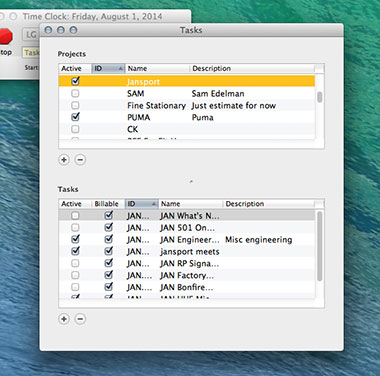 Time Clock: Friday, August 1, 2014
LG
top
Task
Start:
Tasks
Projects
Active ID Name Description
Jansport
SAM Sam Edelman
Fine Stationary Just estimate for now
PUMA Puma
CK
Tasks
Active Billable ID Name Description
JAN... JAN What's N...
JAN... JAN S01 On...
JAN... JAN Engineer... Misc engineering
JAN... jansport meets
JAN... JAN RP Signa...
JAN... JAN Factory...
JAN... JAN Bonfire...